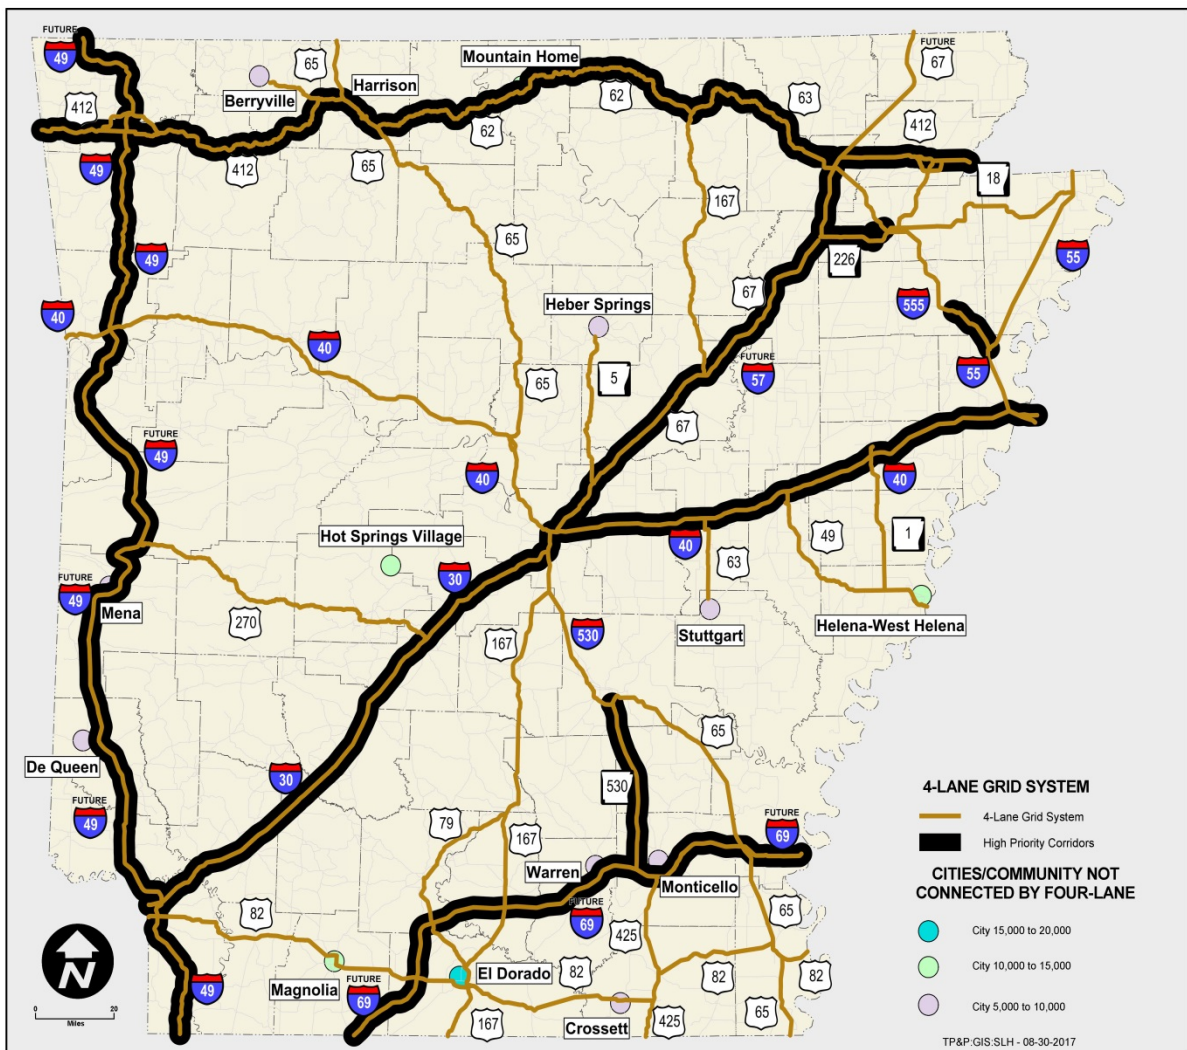 FUTURE
49
65
Mountain Home
FUTURE
67
Harrison
Berryville
412
62
63
62
412
49
412
65
18
167
65
49
226
55
67
Heber Springs
555
40
40
5
FUTURE
57
65
55
67
FUTURE
49
40
40
Hot Springs Village
49
1
40
30
63
FUTURE
49
Mena
270
Stuttgart
Helena-West Helena
530
167
65
De Queen
30
530
FUTURE
49
79
167
FUTURE
69
Warren
Monticello
FUTURE
69
82
425
65
El Dorado
82
82
82
Magnolia
49
FUTURE
69
167
Crossett
425
65
N
0 20
Miles
4-LANE GRID SYSTEM
4-Lane Grid System
High Priority Corridors
CITIES/COMMUNITY NOT
CONNECTED BY FOUR-LANE
City 15,000 to 20,000
City 10,000 to 15,000
City 5,000 to 10,000
TP&P:GIS:SLH - 08-30-2017